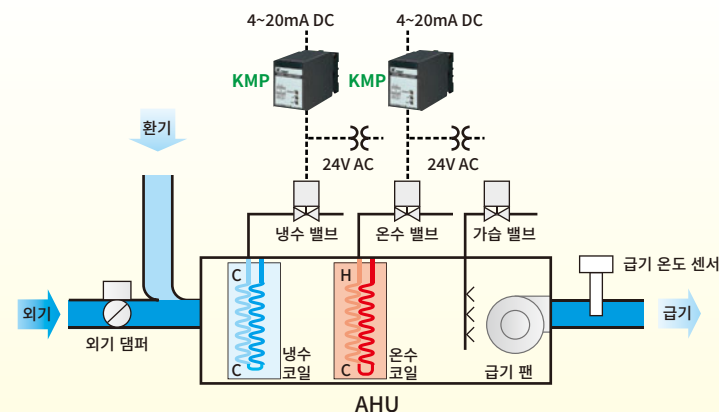 4~20mA DC
4~20mA DC
KMP
KMP
환기
24V AC
24V AC
냉수 밸브
온수 밸브
가습 밸브
급기 온도 센서
C
H
외기
급기
외기 댐퍼
C
냉수
코일
C
온수
코일
급기 팬
AHU